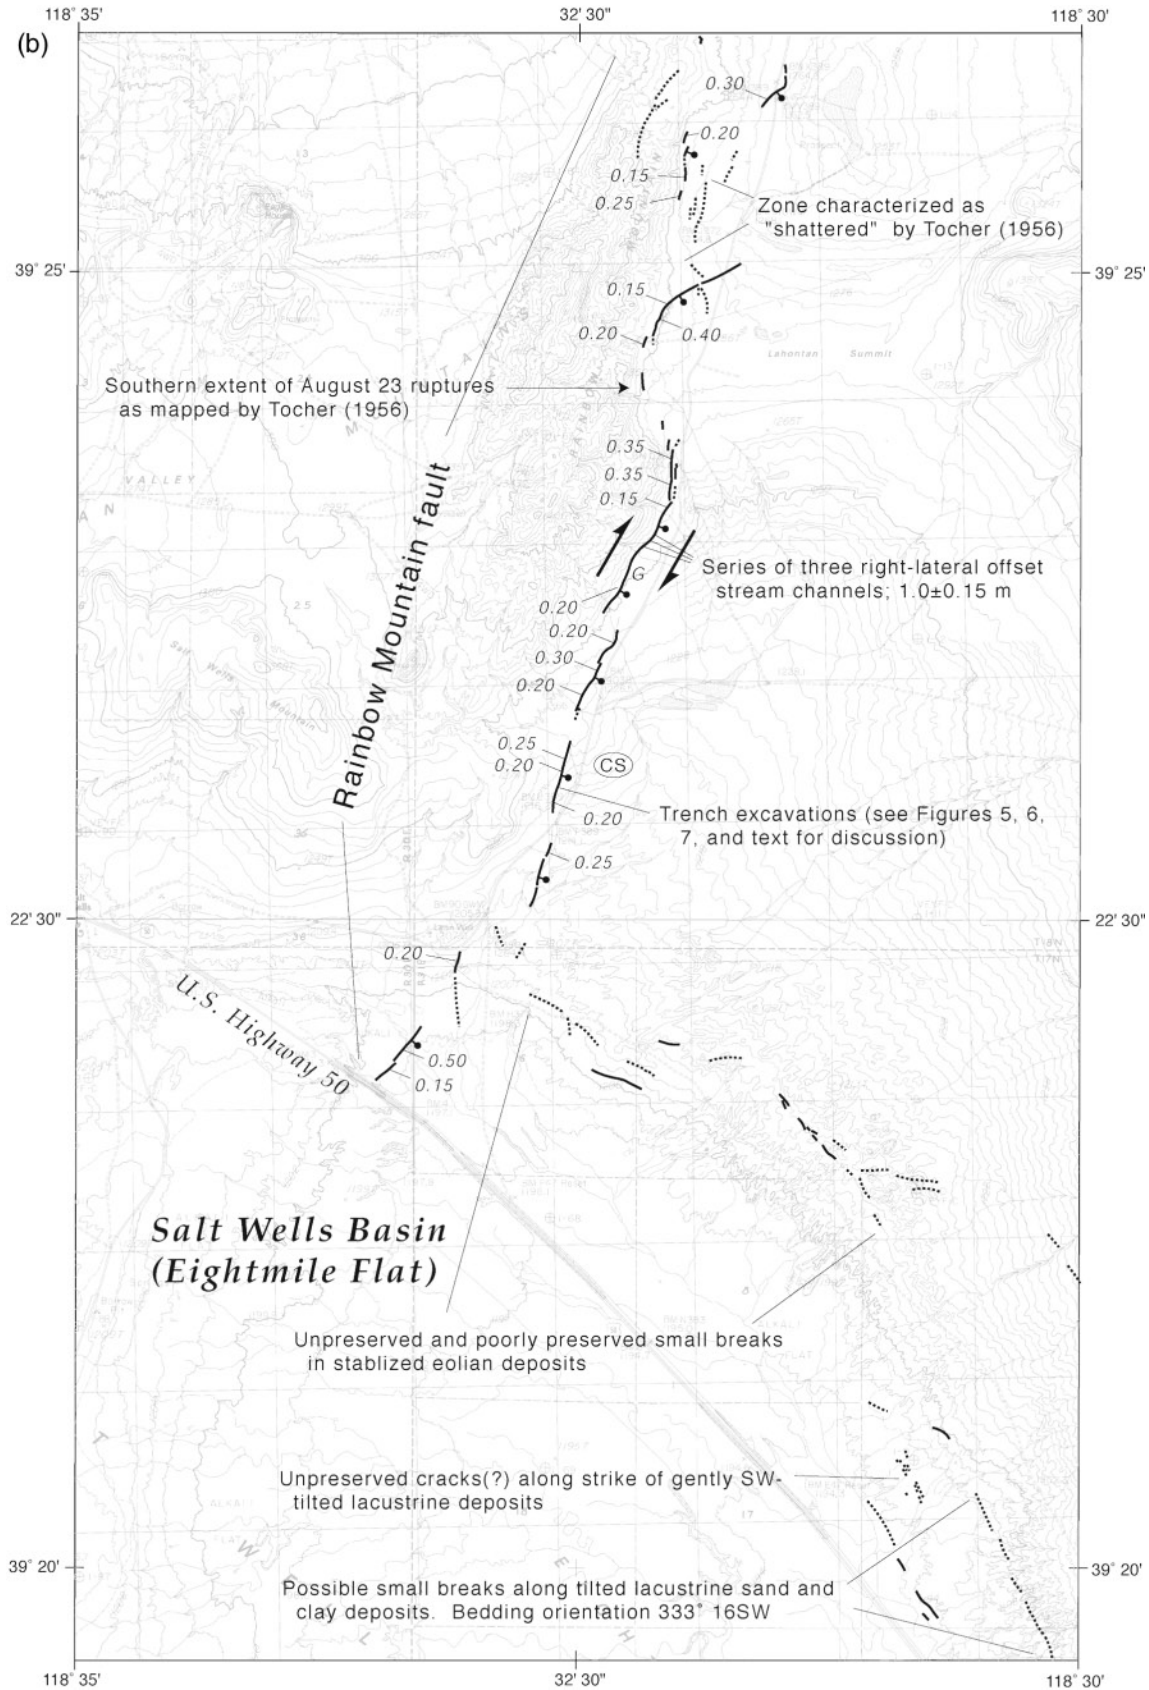 118° 35'
32' 30"
118° 30'
(b)
0.30
0.20
0.15
0.25
Zone characterized as
"shattered" by Tocher (1956)
39° 25'
39° 25'
0.15
0.20
0.40
Lahontan Summit
Southern extent of August 23 ruptures
as mapped by Tocher (1956)
0.35
0.35
0.15
VALLEY
Rainbow Mountain fault
G
Series of three right-lateral offset
stream channels; 1.0±0.15 m
0.20
0.20
0.30
0.20
Salt Wells
Mountain
0.25
0.20
CS
Trench excavations (see Figures 5, 6,
7, and text for discussion)
0.20
0.25
22' 30"
22' 30"
0.20
U.S. Highway 50
0.50
0.15
Salt Wells Basin
(Eightmile Flat)
Unpreserved and poorly preserved small breaks
in stablized eolian deposits
Unpreserved cracks(?) along strike of gently SW-
tilted lacustrine deposits
39° 20'
39° 20'
Possible small breaks along tilted lacustrine sand and
clay deposits. Bedding orientation 333° 16SW
118° 35'
32' 30"
118° 30'